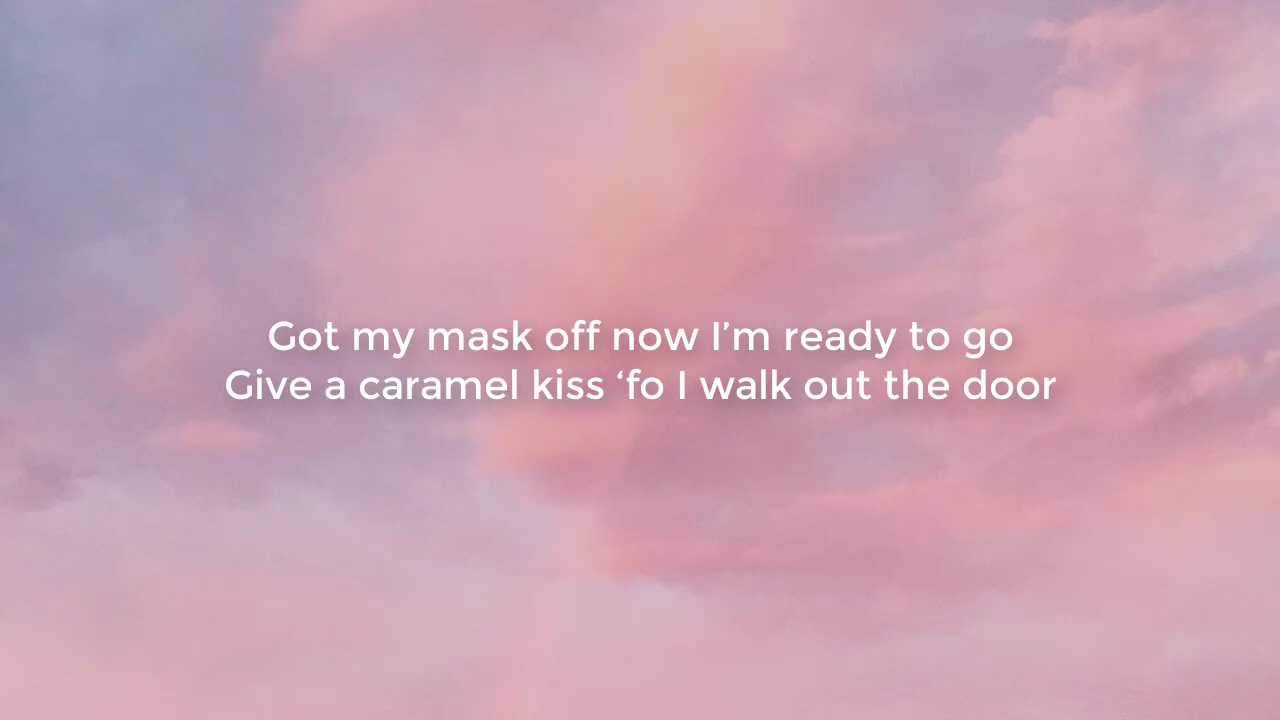 Got my mask off now I’m ready to go
Give a caramel kiss ‘fo I walk out the door